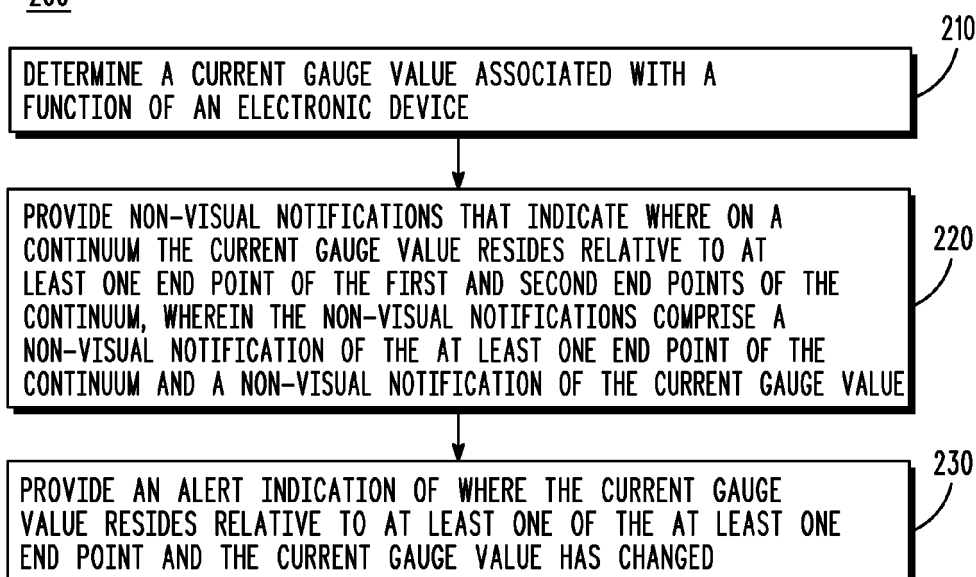 200
210
DETERMINE A CURRENT GAUGE VALUE ASSOCIATED WITH A
FUNCTION OF AN ELECTRONIC DEVICE
PROVIDE NON-VISUAL NOTIFICATIONS THAT INDICATE WHERE ON A
CONTINUUM THE CURRENT GAUGE VALUE RESIDES RELATIVE TO AT
LEAST ONE END POINT OF THE FIRST AND SECOND END POINTS OF THE
CONTINUUM, WHEREIN THE NON-VISUAL NOTIFICATIONS COMPRISE A
NON-VISUAL NOTIFICATION OF THE AT LEAST ONE END POINT OF THE
CONTINUUM AND A NON-VISUAL NOTIFICATION OF THE CURRENT GAUGE VALUE
220
PROVIDE AN ALERT INDICATION OF WHERE THE CURRENT GAUGE
VALUE RESIDES RELATIVE TO AT LEAST ONE OF THE AT LEAST ONE
END POINT AND THE CURRENT GAUGE VALUE HAS CHANGED
230